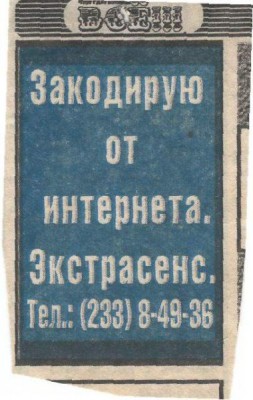 Закодирую
от
интернета.
Экстрасенс.
Тел.: (233) 8-49-36